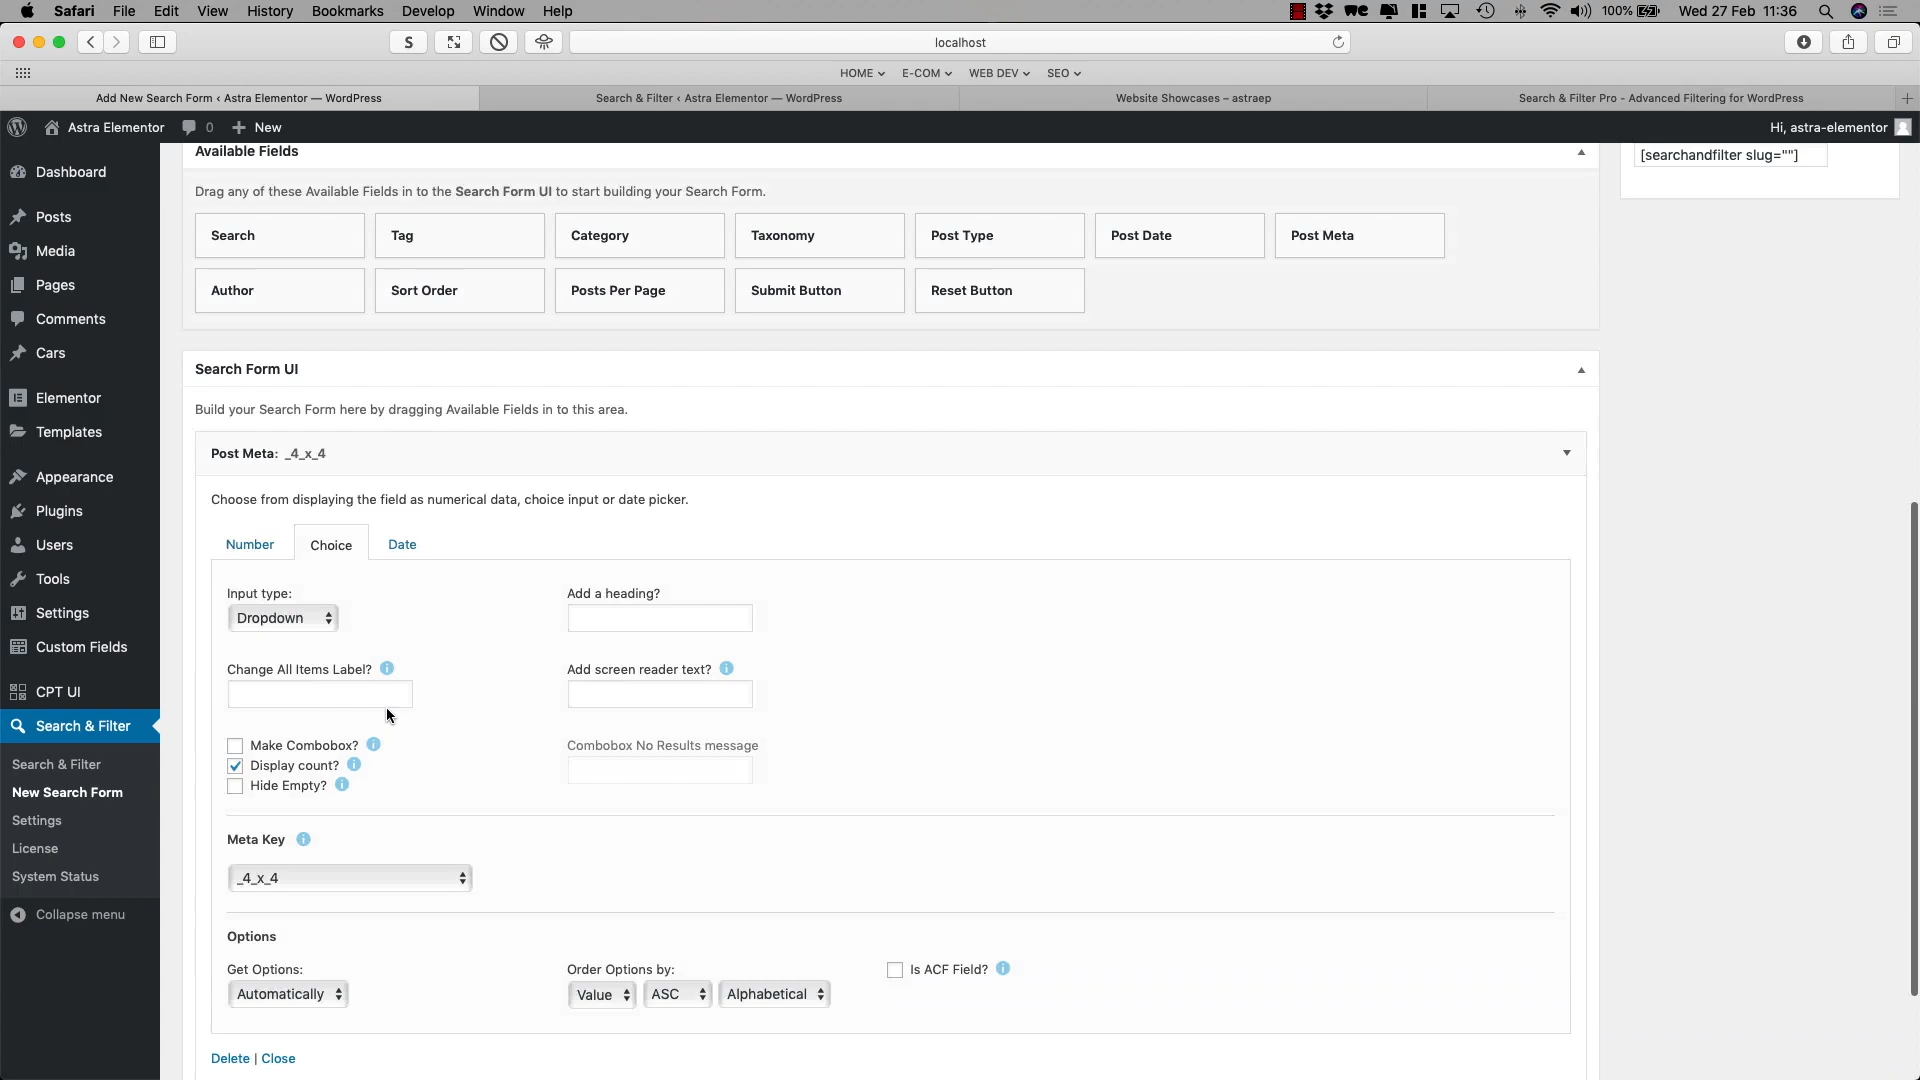 Safari File Edit View History Bookmarks Develop Window Help 100% Wed 27 Feb 11:36
S localhost
HOME E-COM WEB DEV SEO
Add New Search Form ‹ Astra Elementor — WordPress Search & Filter ‹ Astra Elementor — WordPress Website Showcases – astraep Search & Filter Pro - Advanced Filtering for WordPress
Astra Elementor 0 New Hi, astra-elementor
Dashboard
Posts
Media
Pages
Comments
Cars
Elementor
Templates
Appearance
Plugins
Users
Tools
Settings
Custom Fields
CPT UI
Search & Filter
Search & Filter
New Search Form
Settings
License
System Status
Collapse menu
Available Fields
Drag any of these Available Fields in to the Search Form UI to start building your Search Form.
Search Tag Category Taxonomy Post Type Post Date Post Meta
Author Sort Order Posts Per Page Submit Button Reset Button
Search Form UI
Build your Search Form here by dragging Available Fields in to this area.
Post Meta: _4_x_4
Choose from displaying the field as numerical data, choice input or date picker.
Number Choice Date
Input type: Add a heading?
Dropdown
Change All Items Label? Add screen reader text?
Make Combobox? Combobox No Results message
Display count?
Hide Empty?
Meta Key
_4_x_4
Options
Get Options: Order Options by: Is ACF Field?
Automatically Value ASC Alphabetical
Delete | Close
[searchandfilter slug=""]